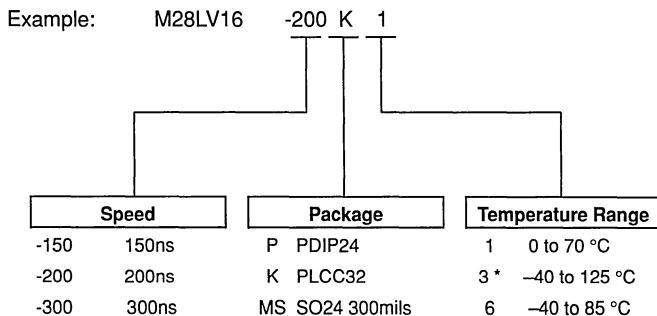 Example: M28LV16 -200 K 1
Speed Package Temperature Range
-150 150ns P PDIP24 1 0 to 70 °C
-200 200ns K PLCC32 3 * –40 to 125 °C
-300 300ns MS SO24 300mils 6 –40 to 85 °C